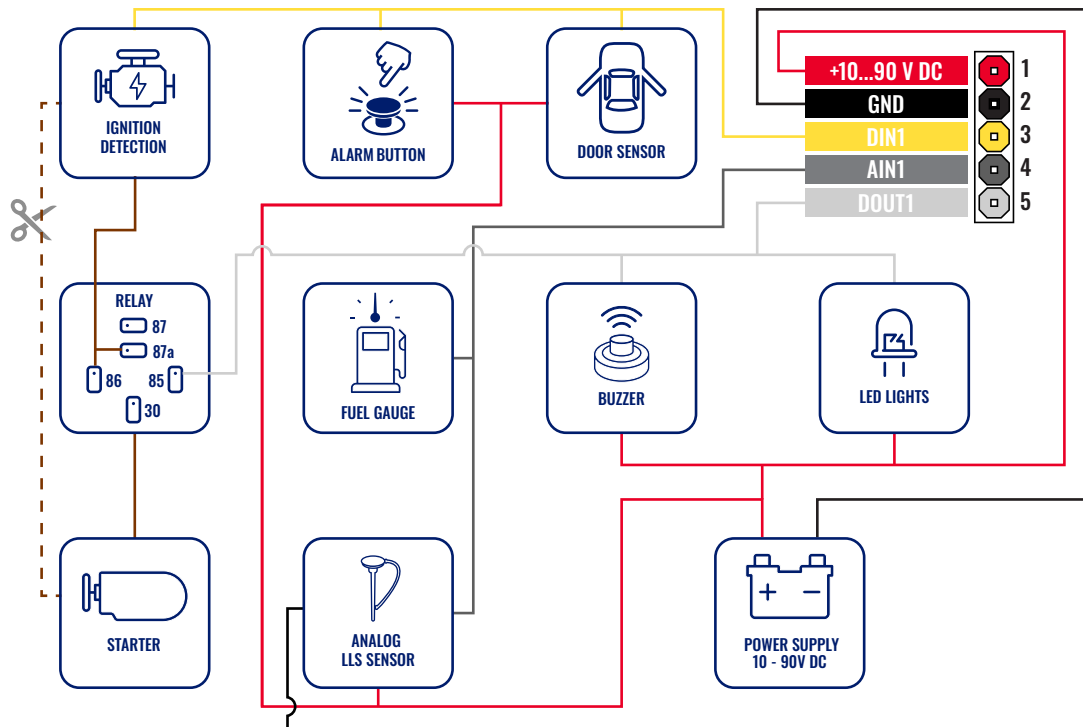 IGNITION
DETECTION
ALARM BUTTON
DOOR SENSOR
+10...90 V DC 1
GND 2
DIN1 3
AIN1 4
DOUT1 5
RELAY
87
87a
86 85
30
FUEL GAUGE
BUZZER
LED LIGHTS
STARTER
ANALOG
LLS SENSOR
POWER SUPPLY
10 - 90V DC